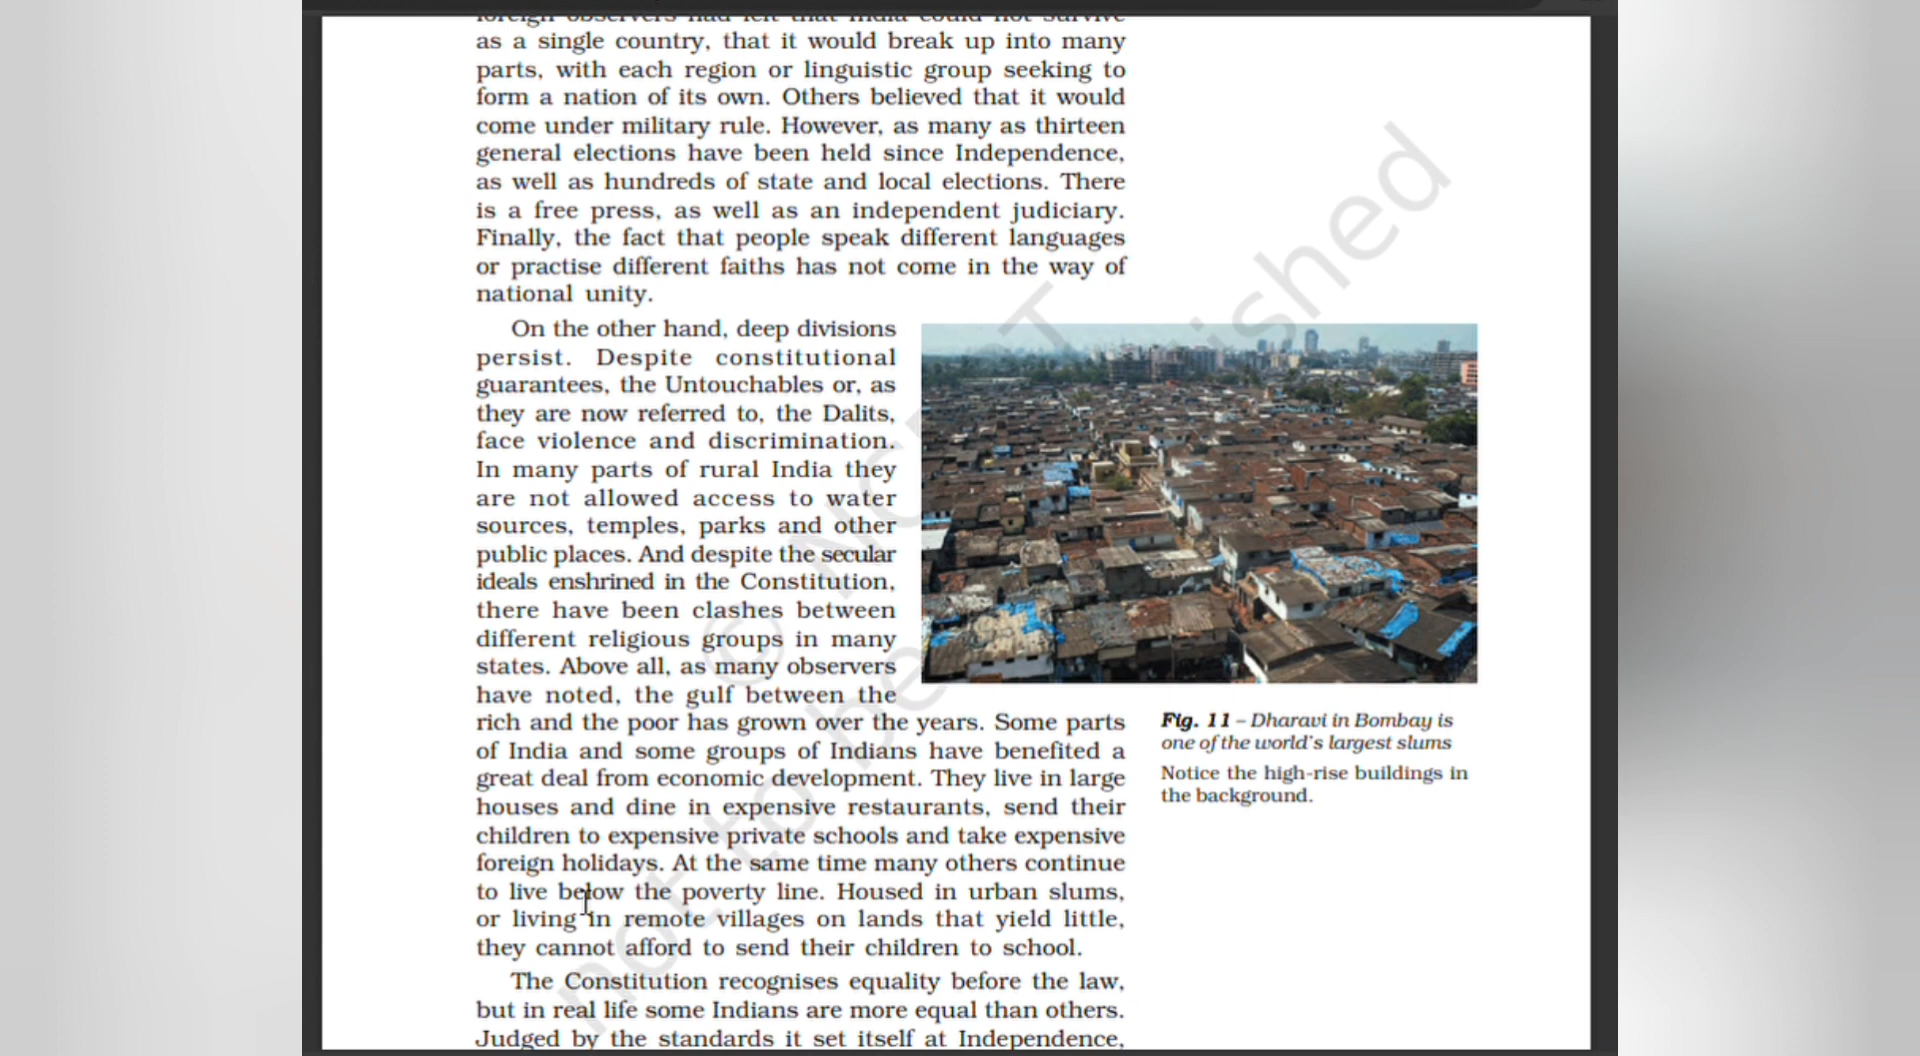 foreign observers had felt that India could not survive
as a single country, that it would break up into many
parts, with each region or linguistic group seeking to
form a nation of its own. Others believed that it would
come under military rule. However, as many as thirteen
general elections have been held since Independence,
as well as hundreds of state and local elections. There
is a free press, as well as an independent judiciary.
Finally, the fact that people speak different languages
or practise different faiths has not come in the way of
national unity.
On the other hand, deep divisions
persist. Despite constitutional
guarantees, the Untouchables or, as
they are now referred to, the Dalits,
face violence and discrimination.
In many parts of rural India they
are not allowed access to water
sources, temples, parks and other
public places. And despite the secular
ideals enshrined in the Constitution,
there have been clashes between
different religious groups in many
states. Above all, as many observers
have noted, the gulf between the
rich and the poor has grown over the years. Some parts
of India and some groups of Indians have benefited a
great deal from economic development. They live in large
houses and dine in expensive restaurants, send their
children to expensive private schools and take expensive
foreign holidays. At the same time many others continue
to live below the poverty line. Housed in urban slums,
or living in remote villages on lands that yield little,
they cannot afford to send their children to school.
The Constitution recognises equality before the law,
but in real life some Indians are more equal than others.
Judged by the standards it set itself at Independence,
Fig. 11 – Dharavi in Bombay is
one of the world's largest slums
Notice the high-rise buildings in
the background.